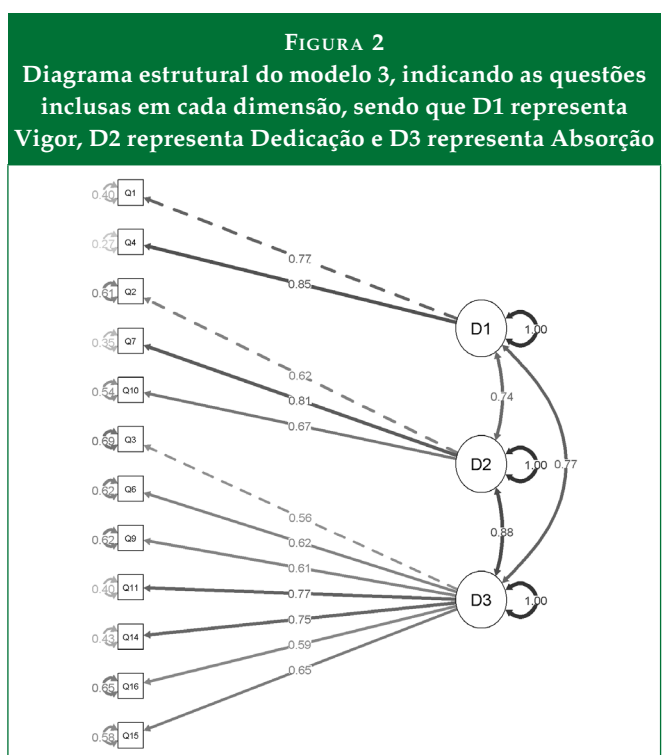 FIGURA 2
Diagrama estrutural do modelo 3, indicando as questões
inclusas em cada dimensão, sendo que D1 representa
Vigor, D2 representa Dedicação e D3 representa Absorção
0.40 Q1
0.77
0.27 Q4
0.85
0.61 Q2
0.62
D1 1.00
0.35 Q7
0.81
0.54 Q10
0.67
0.74
0.69 Q3
0.56
D2 1.00 0.77
0.62 Q6
0.62
0.62 Q9
0.61
0.88
0.40 Q11
0.77
D3 1.00
0.43 Q14
0.75
0.65 Q16
0.59
0.58 Q15
0.65